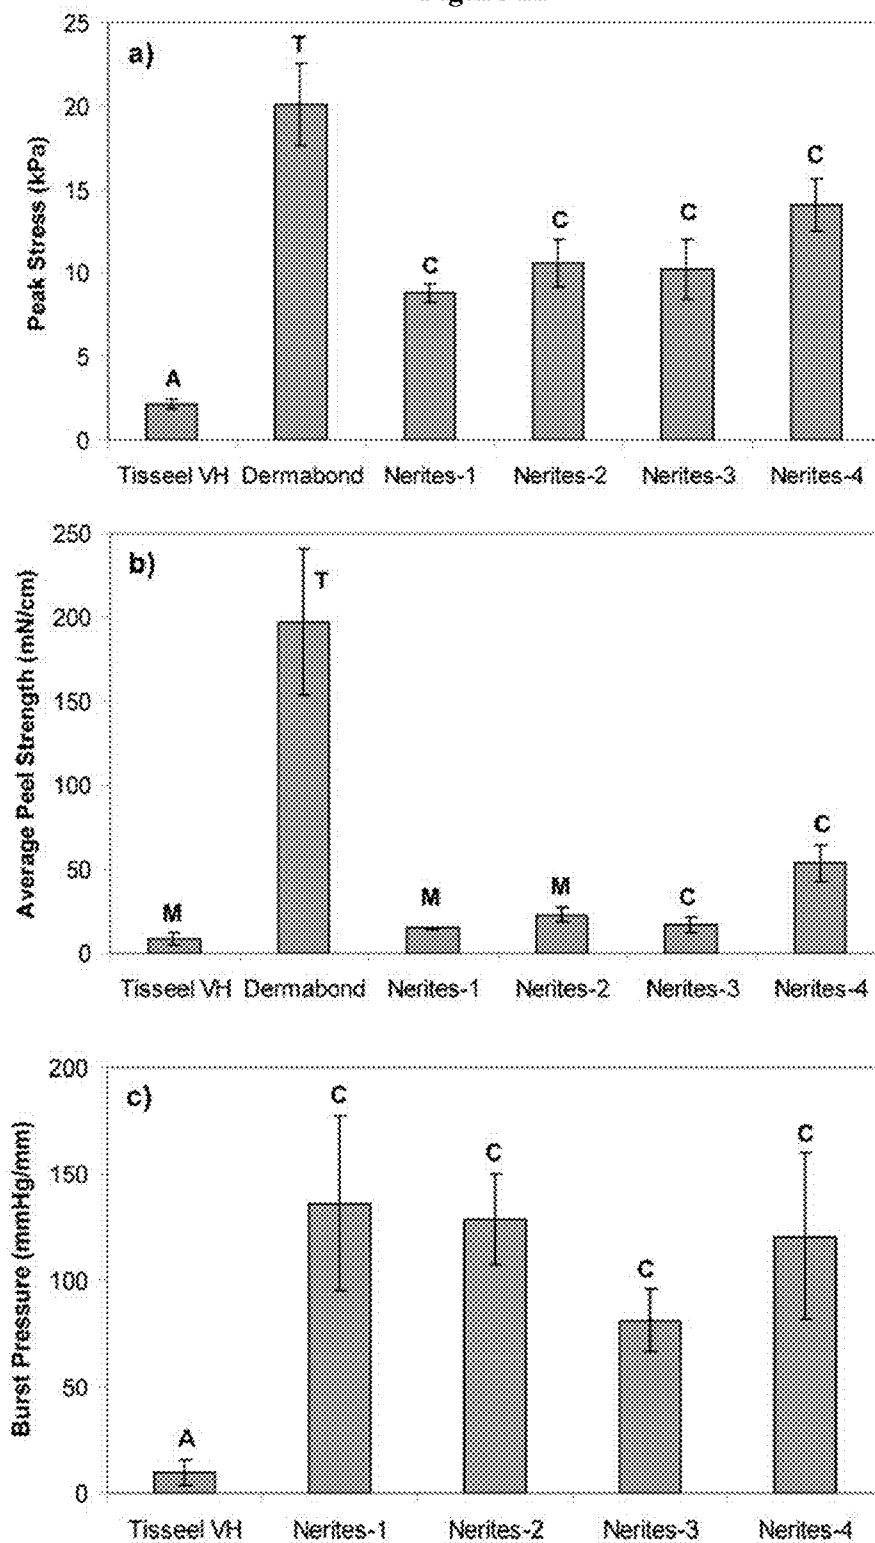 a)
Peak Stress (kPa)
25
20
15
10
5
0
A
T
C
C
C
C
Tisseel VH Dermabond Nerites-1 Nerites-2 Nerites-3 Nerites-4
b)
Average Peel Strength (mN/cm)
250
200
150
100
50
0
M
T
M
M
C
C
Tisseel VH Dermabond Nerites-1 Nerites-2 Nerites-3 Nerites-4
c)
Burst Pressure (mmHg/mm)
200
150
100
50
0
A
C
C
C
C
Tisseel VH Nerites-1 Nerites-2 Nerites-3 Nerites-4